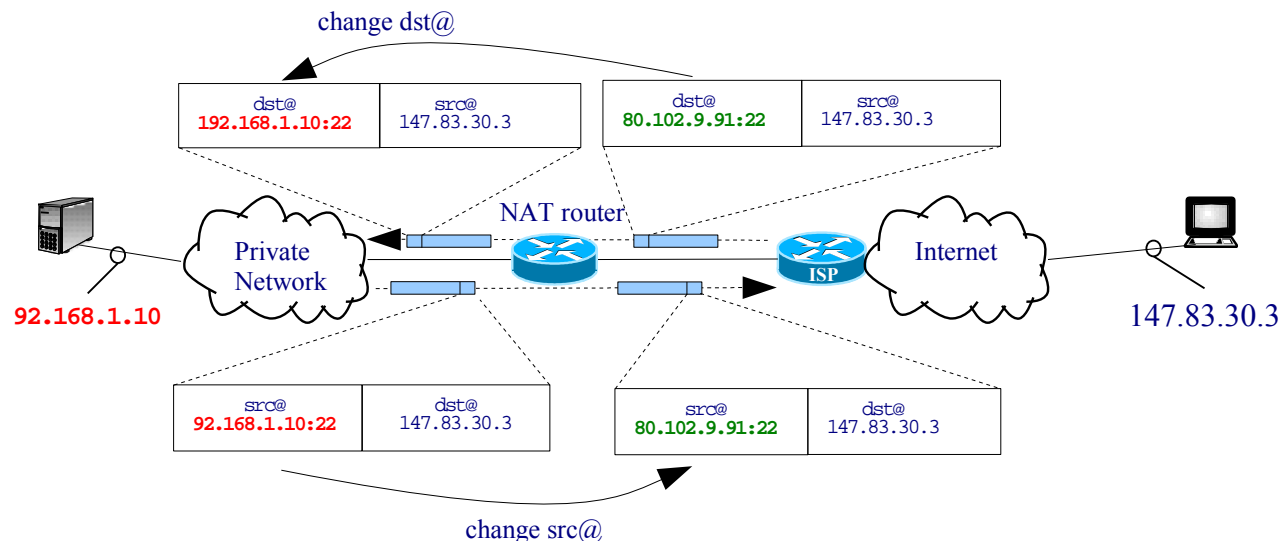 change dst@
dst@ src@ dst@ src@
192.168.1.10:22 147.83.30.3 80.102.9.91:22 147.83.30.3
NAT router
Private
Network
Internet
ISP
92.168.1.10
147.83.30.3
src@ dst@ src@ dst@
92.168.1.10:22 147.83.30.3 80.102.9.91:22 147.83.30.3
change src@